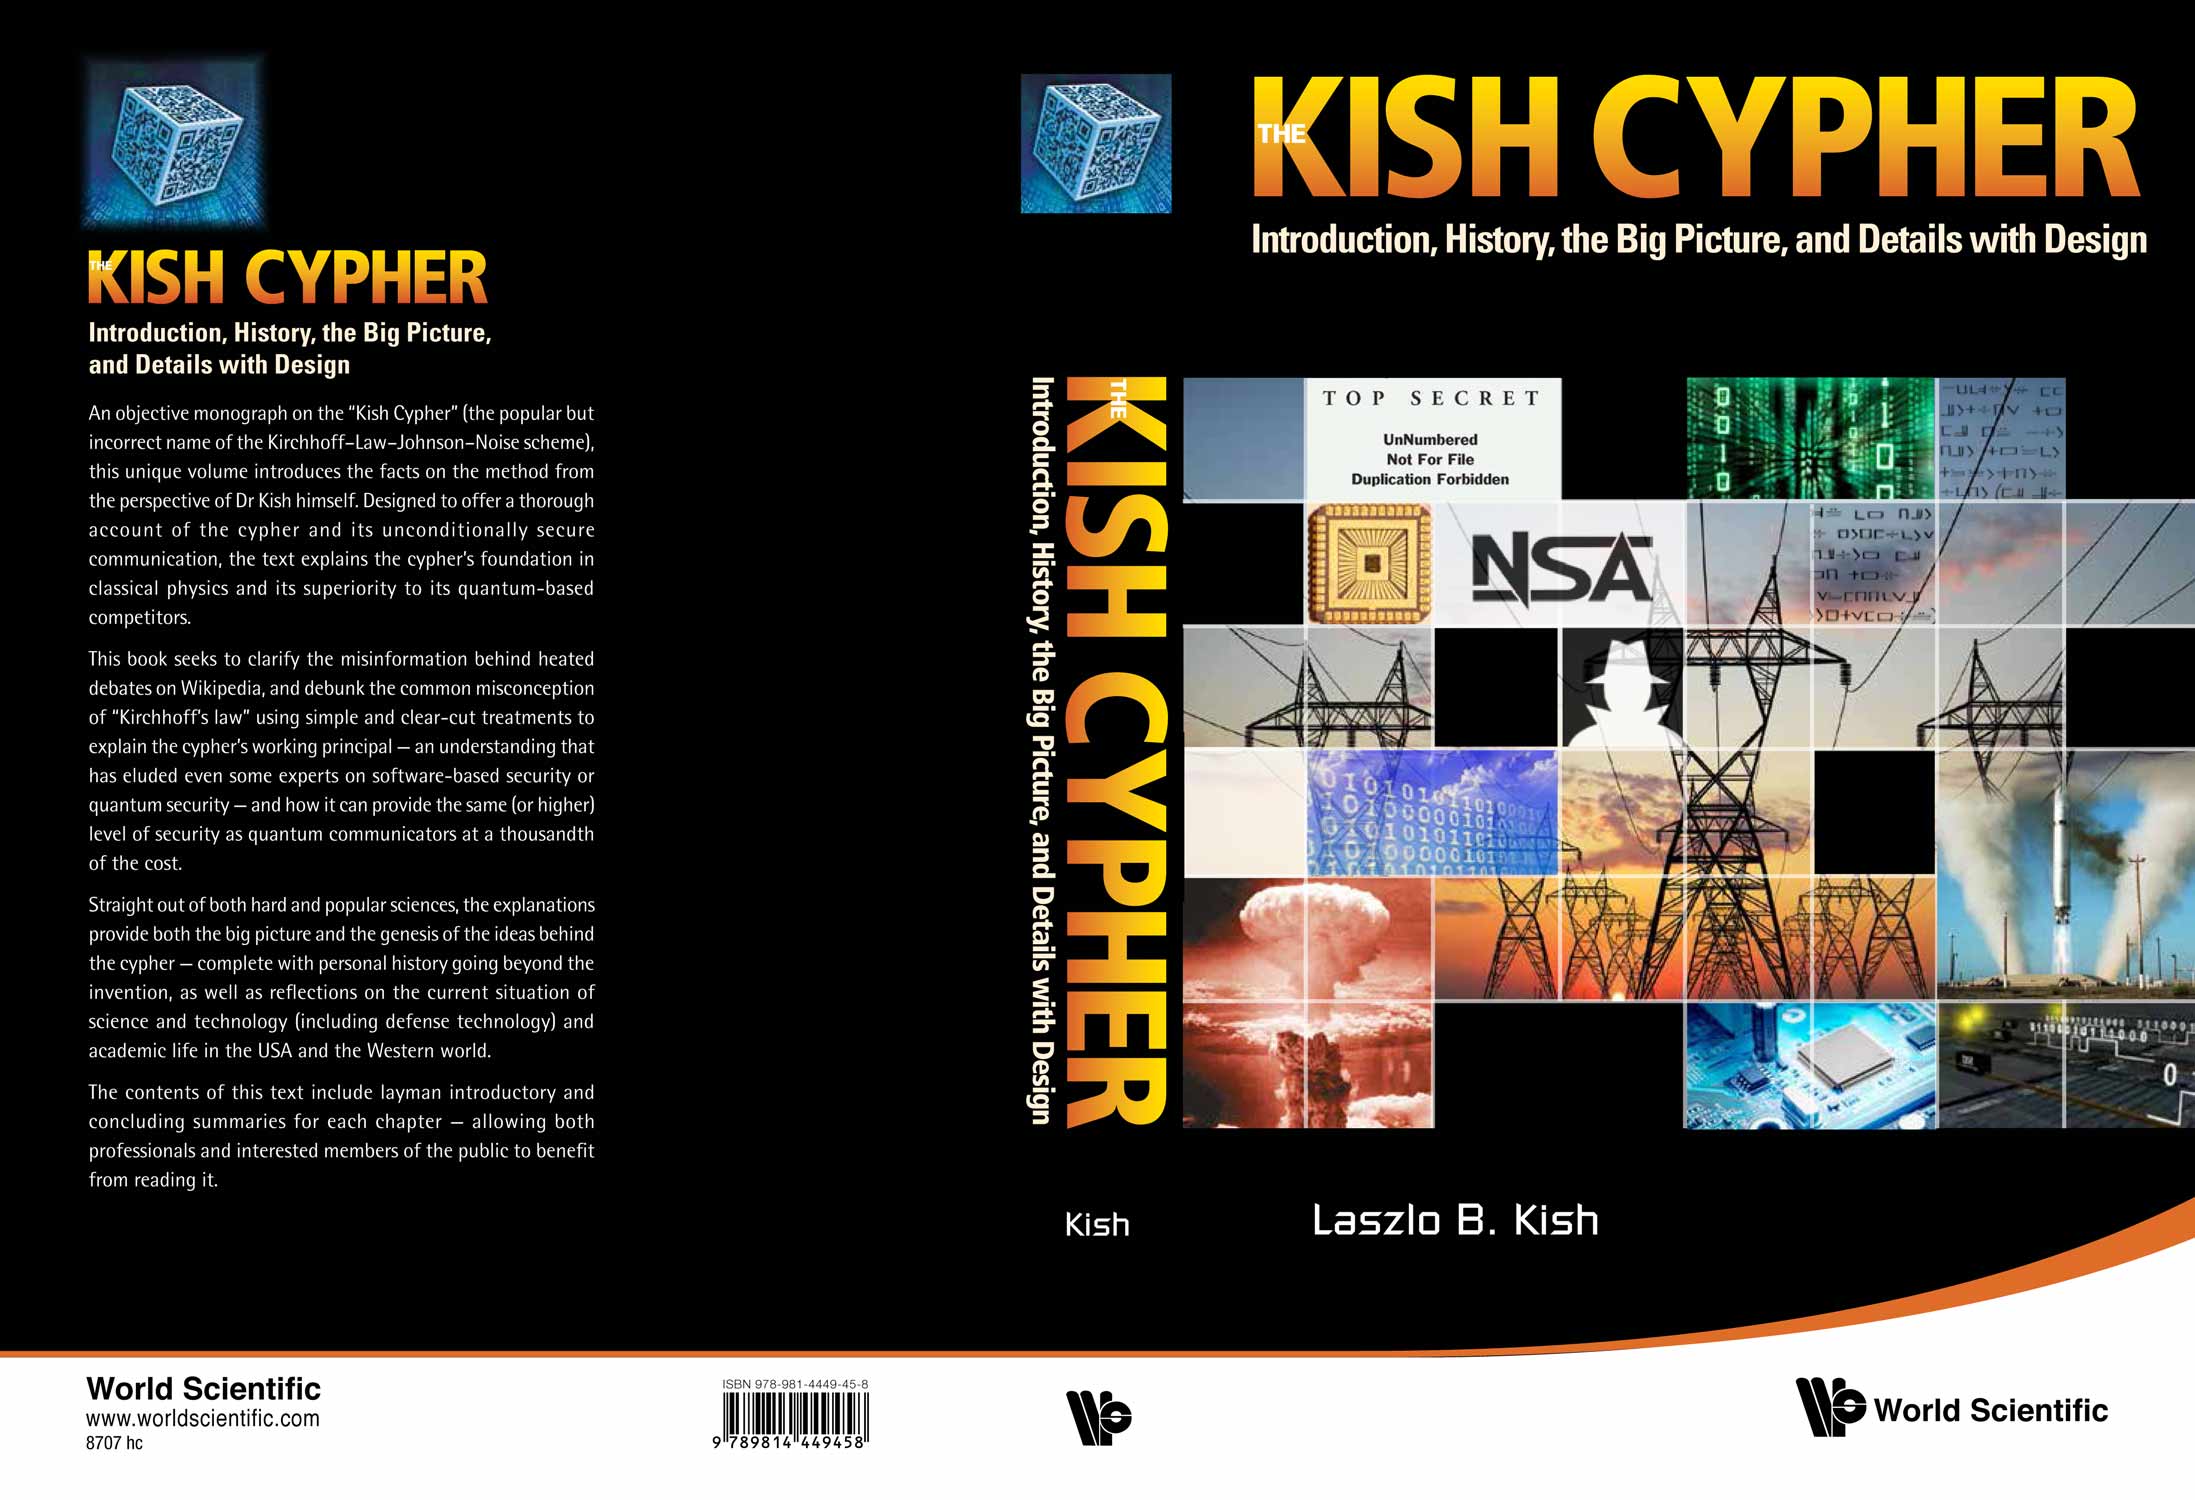 THE
KISH CYPHER
Introduction, History, the Big Picture,
and Details with Design
An objective monograph on the “Kish Cypher” (the popular but
incorrect name of the Kirchhoff–Law–Johnson–Noise scheme),
this unique volume introduces the facts on the method from
the perspective of Dr Kish himself. Designed to offer a thorough
account of the cypher and its unconditionally secure
communication, the text explains the cypher’s foundation in
classical physics and its superiority to its quantum-based
competitors.
This book seeks to clarify the misinformation behind heated
debates on Wikipedia, and debunk the common misconception
of “Kirchhoff’s law” using simple and clear-cut treatments to
explain the cypher’s working principal — an understanding that
has eluded even some experts on software-based security or
quantum security — and how it can provide the same (or higher)
level of security as quantum communicators at a thousandth
of the cost.
Straight out of both hard and popular sciences, the explanations
provide both the big picture and the genesis of the ideas behind
the cypher — complete with personal history going beyond the
invention, as well as reflections on the current situation of
science and technology (including defense technology) and
academic life in the USA and the Western world.
The contents of this text include layman introductory and
concluding summaries for each chapter — allowing both
professionals and interested members of the public to benefit
from reading it.
World Scientific
www.worldscientific.com
8707 hc
ISBN 978-981-4449-45-8
9 789814 449458
THE
KISH CYPHER
Introduction, History, the Big Picture, and Details with Design
Kish
THE
KISH CYPHER
Introduction, History, the Big Picture, and Details with Design
TOP SECRET
UnNumbered
Not For File
Duplication Forbidden
NSA
Laszlo B. Kish
World Scientific